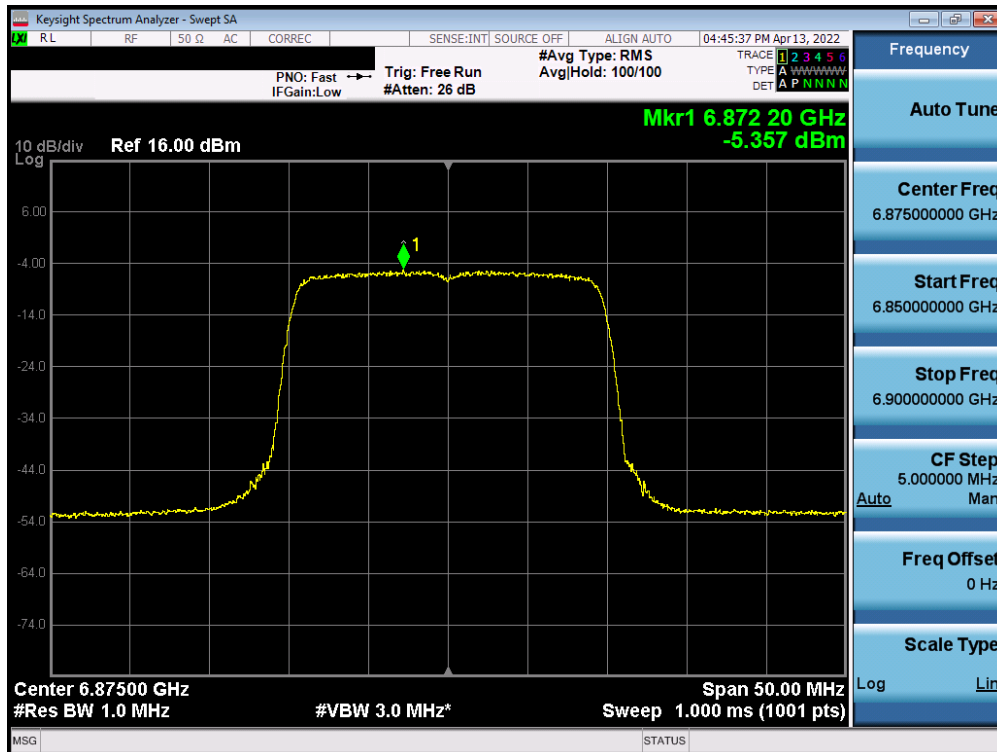 Keysight Spectrum Analyzer - Swept SA
LXI RL RF 50 Ω AC CORREC SENSE:INT SOURCE OFF ALIGN AUTO 04:45:37 PM Apr 13, 2022
PNO: Fast Trig: Free Run #Avg Type: RMS TRACE 1 2 3 4 5 6
IFGain:Low #Atten: 26 dB Avg|Hold: 100/100 TYPE A WWWWW
DET A P N N N N
Mkr1 6.872 20 GHz
-5.357 dBm
10 dB/div Ref 16.00 dBm
Log
6.00
1
-4.00
-14.0
-24.0
-34.0
-44.0
-54.0
-64.0
-74.0
Center 6.87500 GHz Span 50.00 MHz
#Res BW 1.0 MHz #VBW 3.0 MHz* Sweep 1.000 ms (1001 pts)
MSG STATUS
Frequency
Auto Tune
Center Freq
6.875000000 GHz
Start Freq
6.850000000 GHz
Stop Freq
6.900000000 GHz
CF Step
5.000000 MHz
Auto Man
Freq Offset
0 Hz
Scale Type
Log Lin